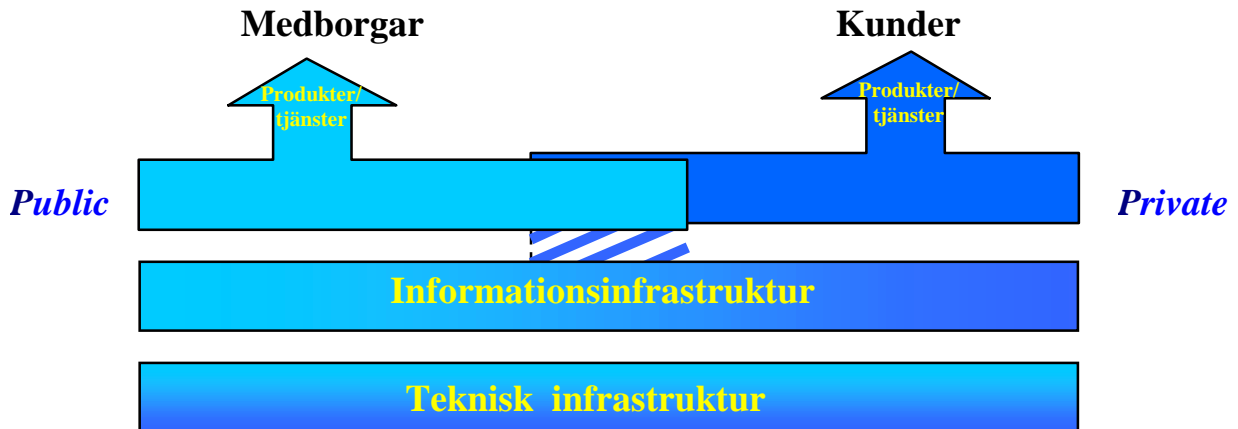 Medborgar
Kunder
Produkter/
tjänster
Produkter/
tjänster
Public
Private
Informationsinfrastruktur
Teknisk infrastruktur